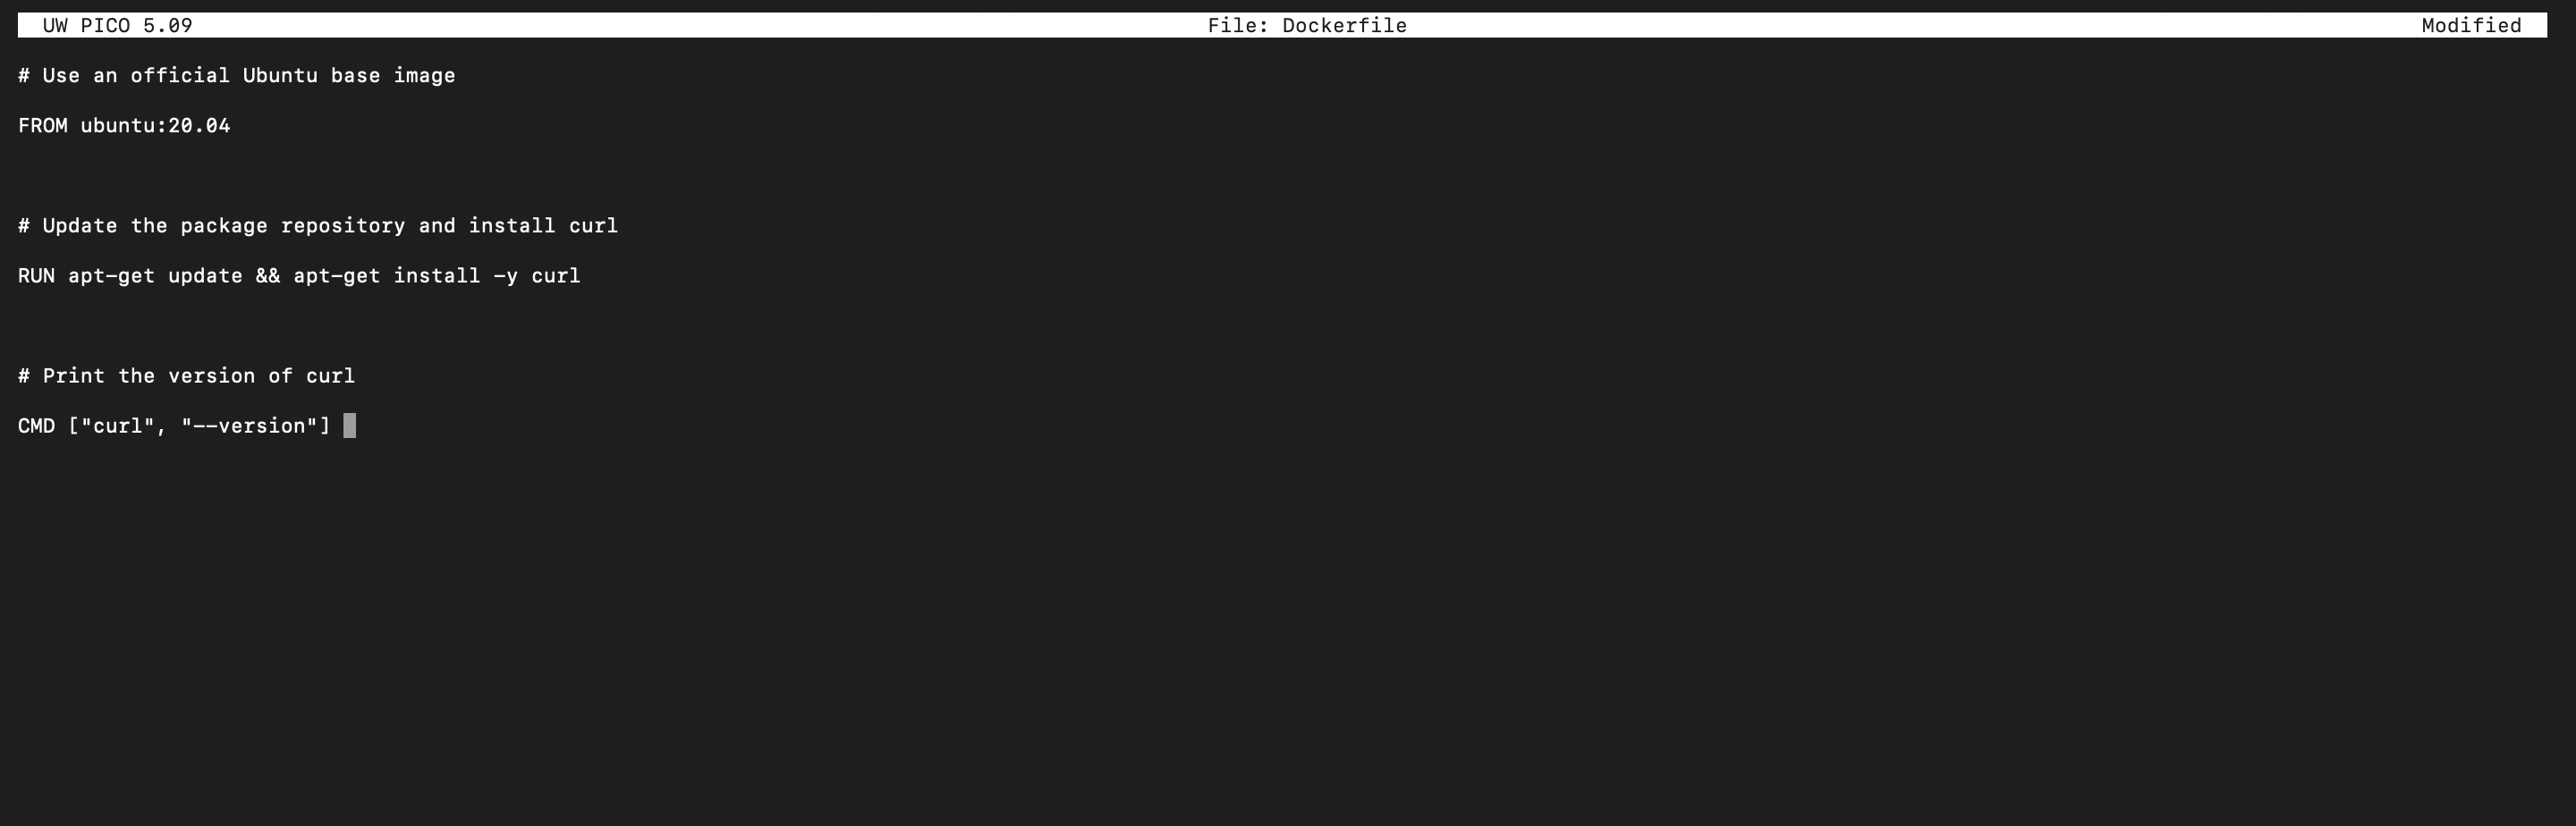 UW PICO 5.09 File: Dockerfile Modified
# Use an official Ubuntu base image
FROM ubuntu:20.04
# Update the package repository and install curl
RUN apt-get update && apt-get install -y curl
# Print the version of curl
CMD ["curl", "--version"]